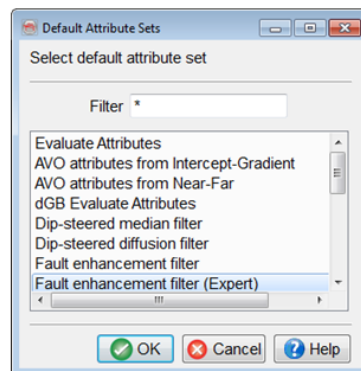 Default Attribute Sets
Select default attribute set
Filter *
Evaluate Attributes
AVO attributes from Intercept-Gradient
AVO attributes from Near-Far
dGB Evaluate Attributes
Dip-steered median filter
Dip-steered diffusion filter
Fault enhancement filter
Fault enhancement filter (Expert)
OK Cancel ? Help